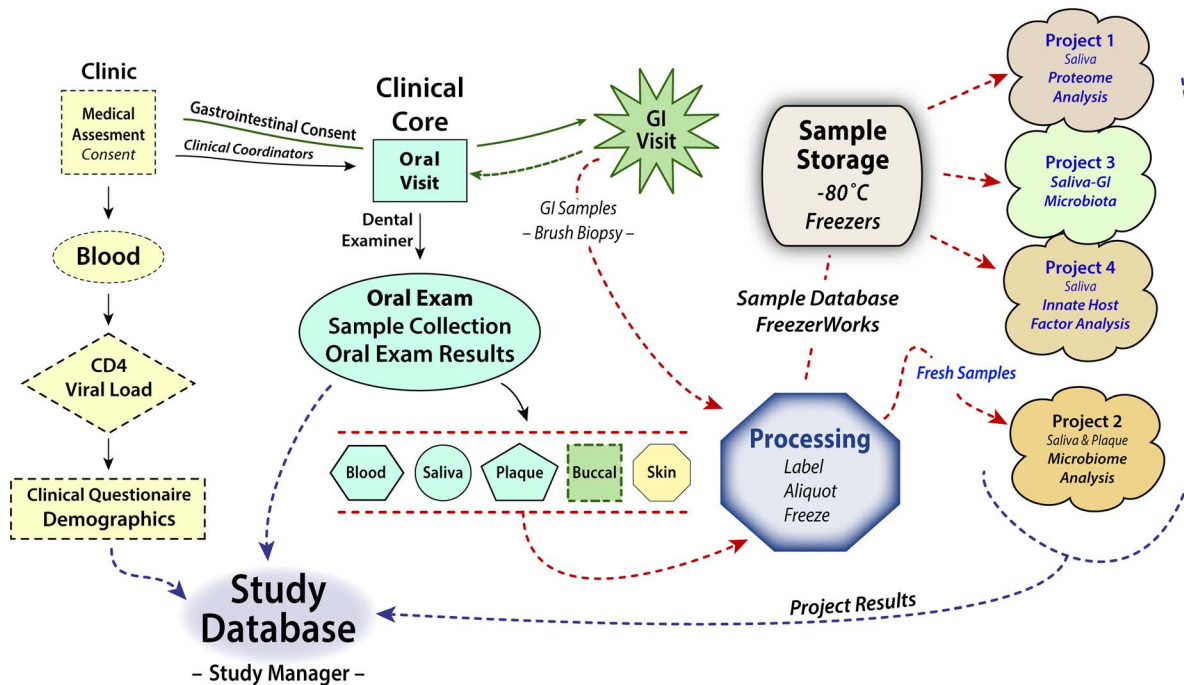 Clinic
Medical
Assesment
Consent
Gastrointestinal Consent
Clinical Coordinators
Clinical
Core
Oral
Visit
GI
Visit
Dental
Examiner
GI Samples
– Brush Biopsy –
Blood
CD4
Viral Load
Clinical Questionaire
Demographics
Oral Exam
Sample Collection
Oral Exam Results
Blood
Saliva
Plaque
Buccal
Skin
Study
Database
– Study Manager –
Sample
Storage
-80˚C
Freezers
Sample Database
FreezerWorks
Processing
Label
Aliquot
Freeze
Fresh Samples
Project 1
Saliva
Proteome
Analysis
Project 3
Saliva-GI
Microbiota
Project 4
Saliva
Innate Host
Factor Analysis
Project 2
Saliva & Plaque
Microbiome
Analysis
Project Results